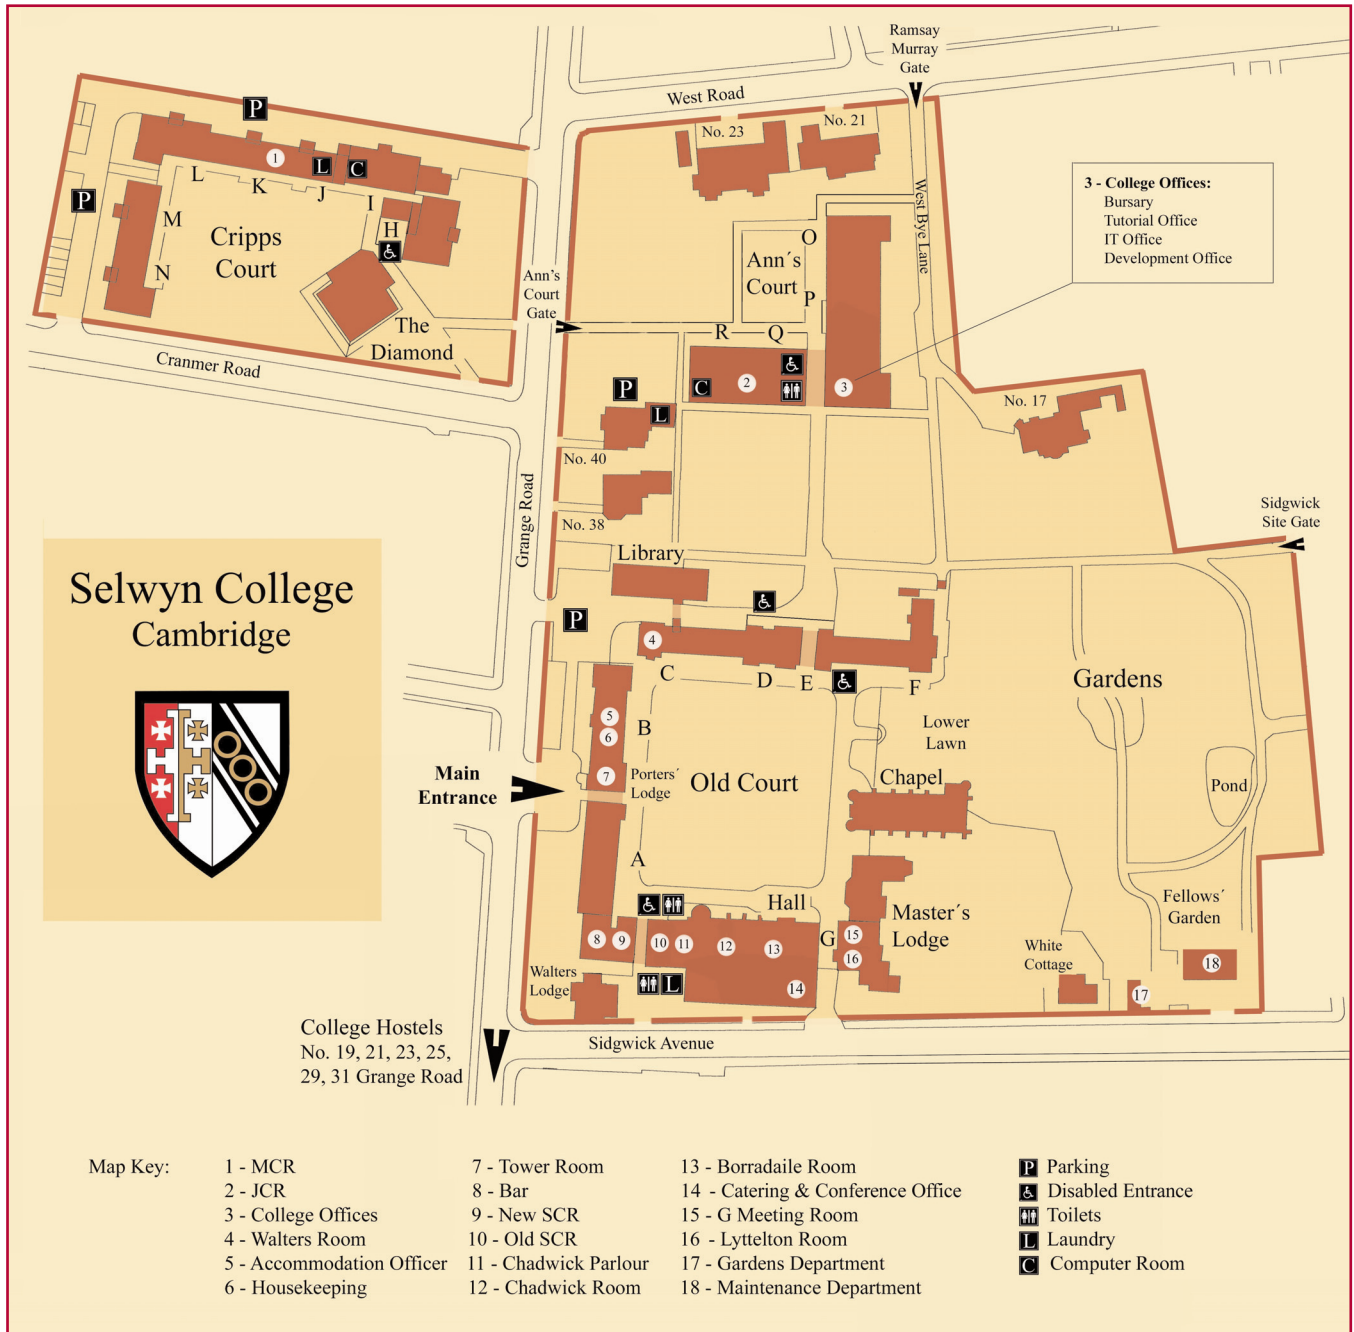 Ramsay
Murray
Gate
West Road
No. 23
No. 21
West Bye Lane
P
P
1
L
C
L
K
J
I
H
M
N
Cripps
Court
The
Diamond
Cranmer Road
Ann's
Court
Gate
Ann´s
Court
O
P
R
Q
C
2
3
3 - College Offices:
Bursary
Tutorial Office
IT Office
Development Office
P
L
No. 40
No. 38
No. 17
Grange Road
Sidgwick
Site Gate
Selwyn College
Cambridge
Library
P
4
C
D
E
F
5
6
7
B
Porters´
Lodge
Main
Entrance
Old Court
A
Lower
Lawn
Chapel
Gardens
Pond
Hall
8
9
10
11
12
13
14
G
15
16
Master´s
Lodge
Fellows´
Garden
White
Cottage
17
18
Walters
Lodge
L
Sidgwick Avenue
College Hostels
No. 19, 21, 23, 25,
29, 31 Grange Road
Map Key:
1 - MCR
2 - JCR
3 - College Offices
4 - Walters Room
5 - Accommodation Officer
6 - Housekeeping
7 - Tower Room
8 - Bar
9 - New SCR
10 - Old SCR
11 - Chadwick Parlour
12 - Chadwick Room
13 - Borradaile Room
14 - Catering & Conference Office
15 - G Meeting Room
16 - Lyttelton Room
17 - Gardens Department
18 - Maintenance Department
P Parking
Disabled Entrance
Toilets
L Laundry
C Computer Room